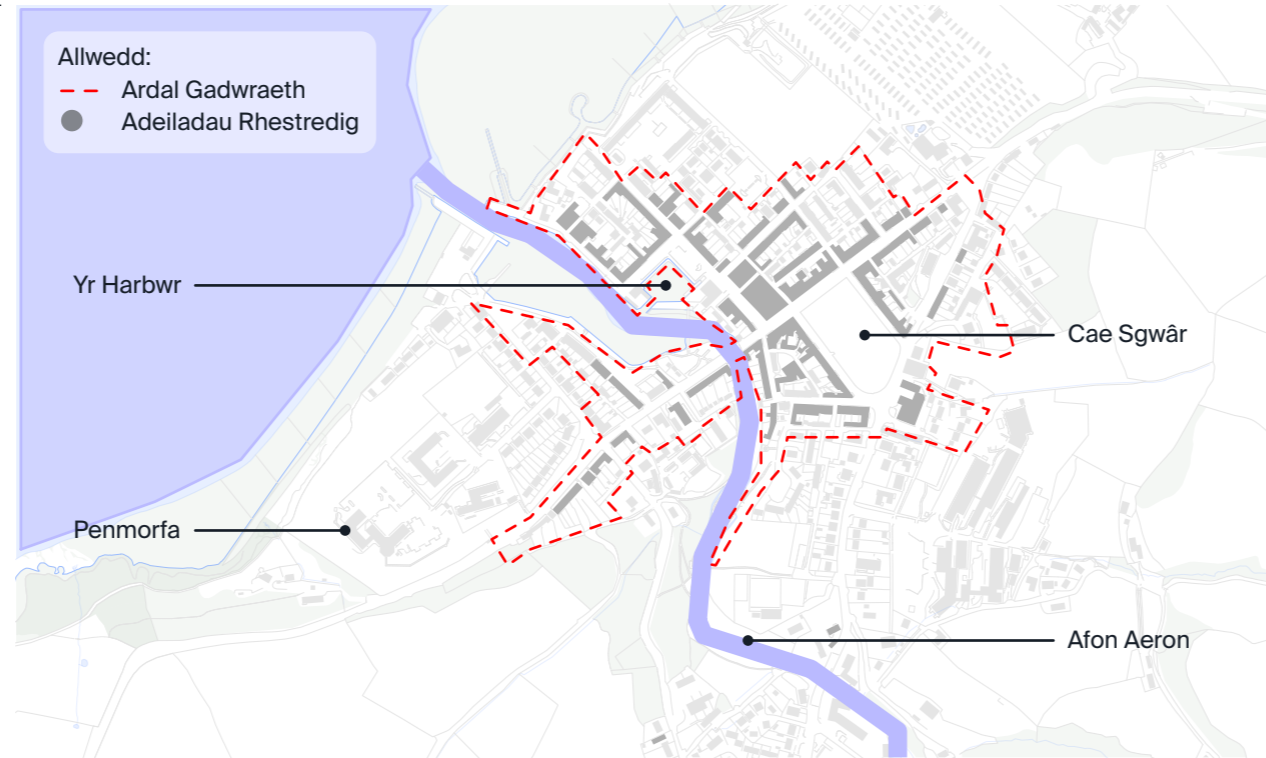 Allwedd:
Ardal Gadwraeth
Adeiladau Rhestredig
Yr Harbwr
Cae Sgwâr
Penmorfa
Afon Aeron